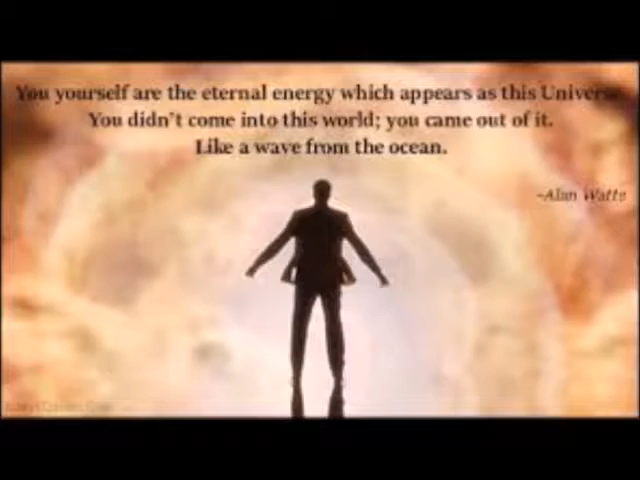 You yourself are the eternal energy which appears as this Universe
You didn't come into this world; you came out of it.
Like a wave from the ocean.
~Alan Watts